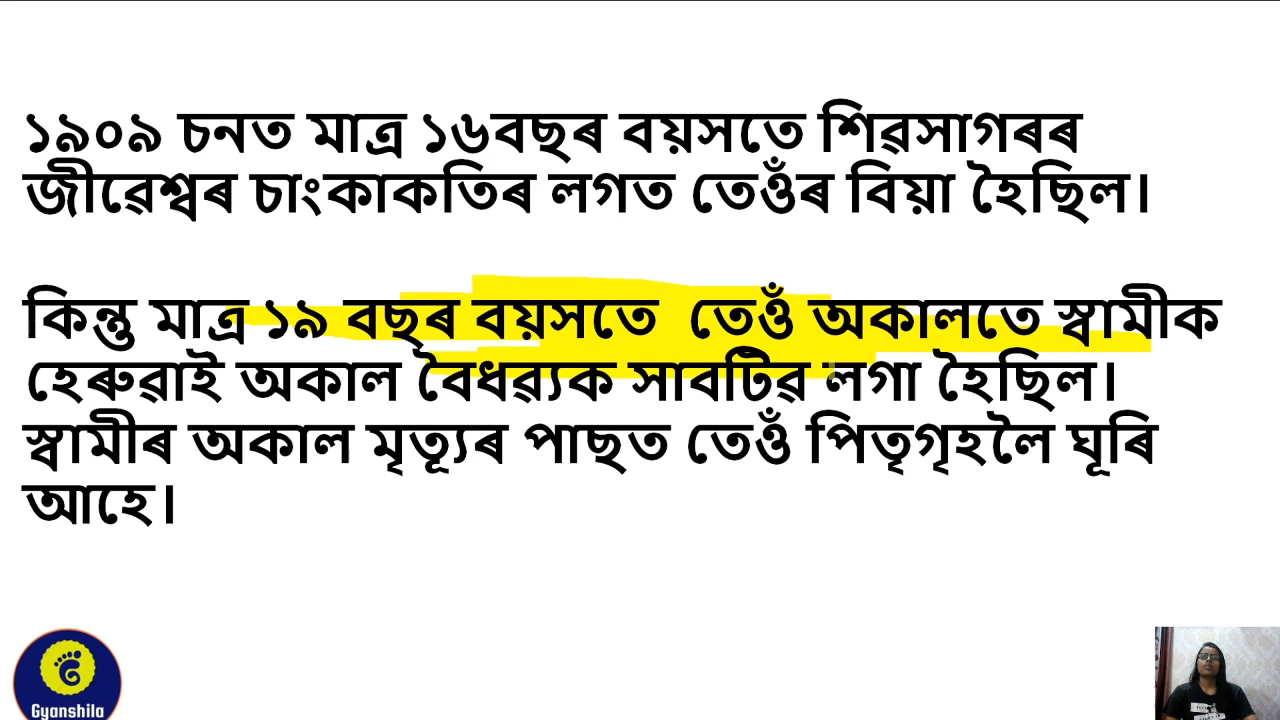 ১৯০৯ চনত মাত্ৰ ১৬বছৰ বয়সতে শিৱসাগৰৰ
জীৱেশ্বৰ চাংকাকতিৰ লগত তেওঁৰ বিয়া হৈছিল।
কিন্তু মাত্ৰ ১৯ বছৰ বয়সতে তেওঁ অকালতে স্বামীক
হেৰুৱাই অকাল বৈধৱ্যক সাবটিৱ লগা হৈছিল।
স্বামীৰ অকাল মৃত্যূৰ পাছত তেওঁ পিতৃগৃহলৈ ঘূৰি
আহে।
Gyanshila